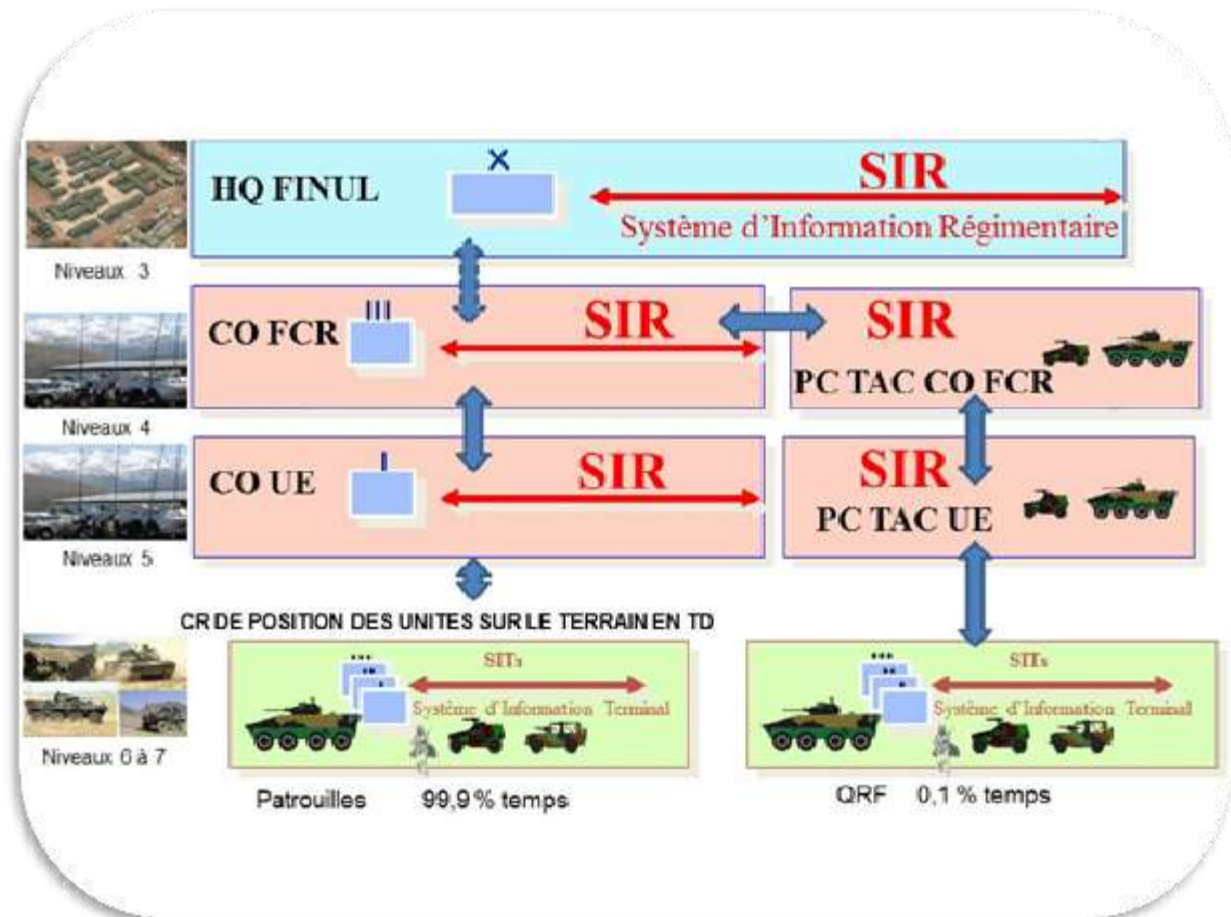 HQ FINUL
SIR
Système d'Information Régimentaire
Niveaux 3
CO FCR
SIR
SIR
PC TAC CO FCR
Niveaux 4
CO UE
SIR
SIR
PC TAC UE
Niveaux 5
CR DE POSITION DES UNITES SUR LE TERRAIN EN TD
SITs
Système d'Information Terminal
SITs
Système d'Information Terminal
Niveaux 6 à 7
Patrouilles 99,9 % temps
QRF 0,1 % temps